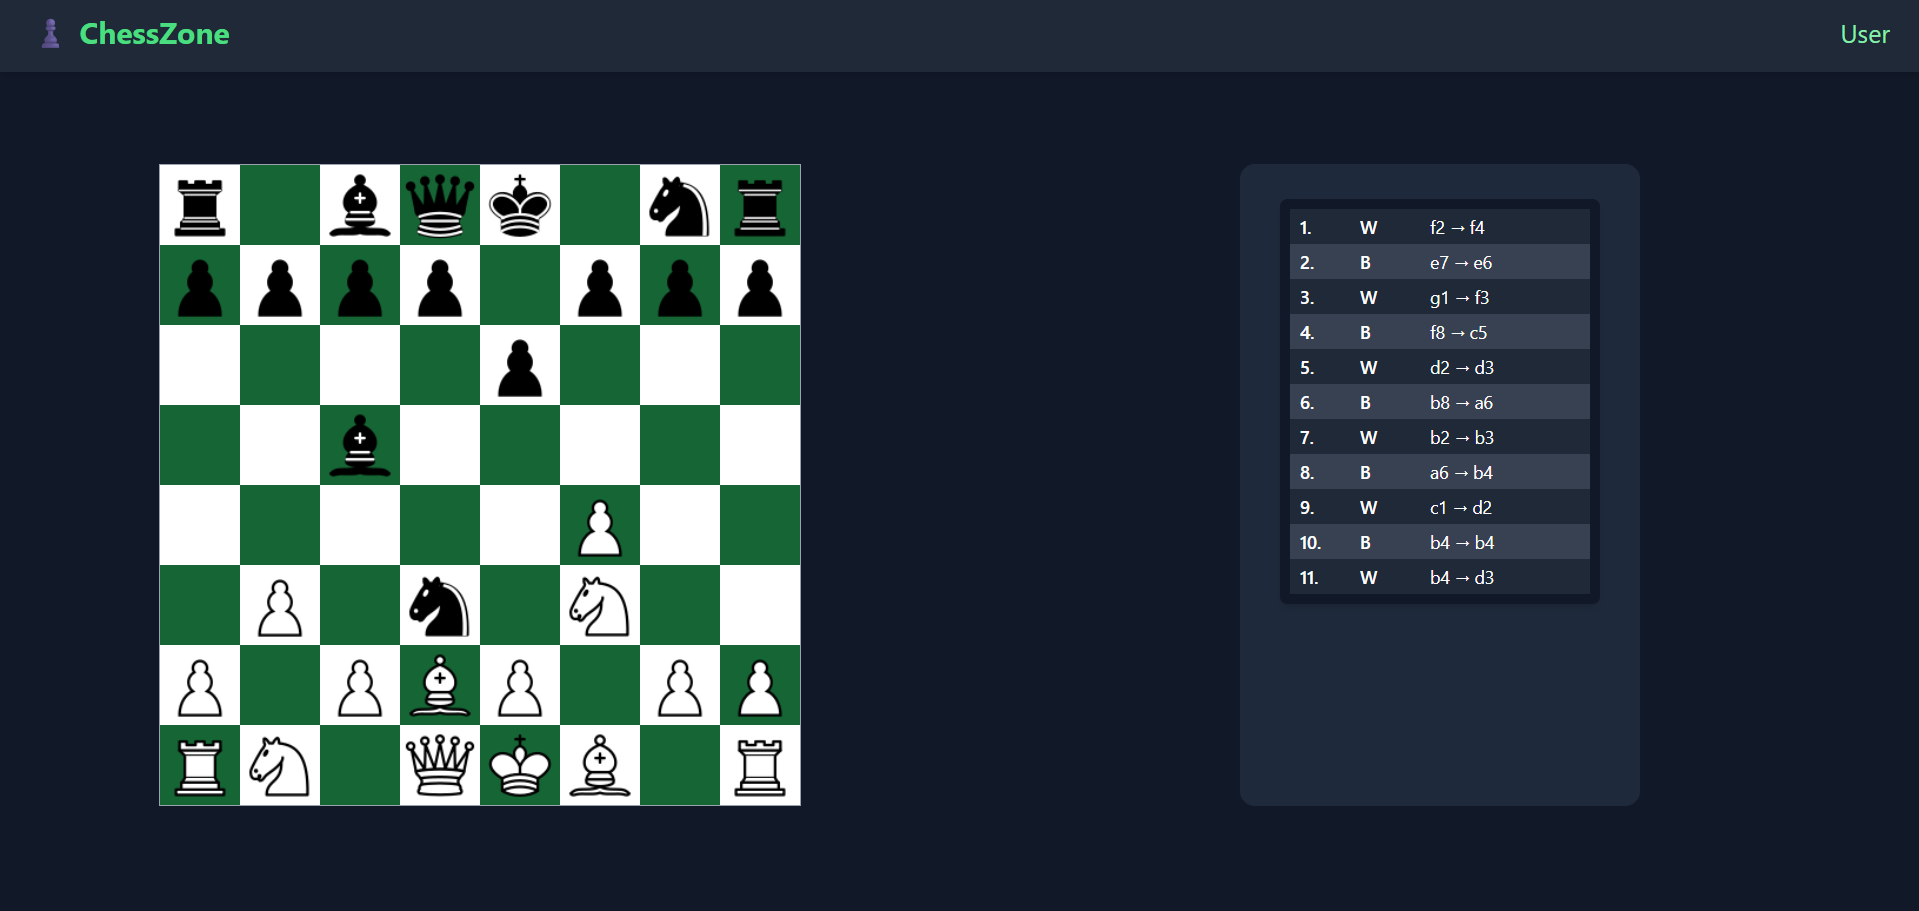 ChessZone
User
1. W f2 → f4
2. B e7 → e6
3. W g1 → f3
4. B f8 → c5
5. W d2 → d3
6. B b8 → a6
7. W b2 → b3
8. B a6 → b4
9. W c1 → d2
10. B b4 → b4
11. W b4 → d3